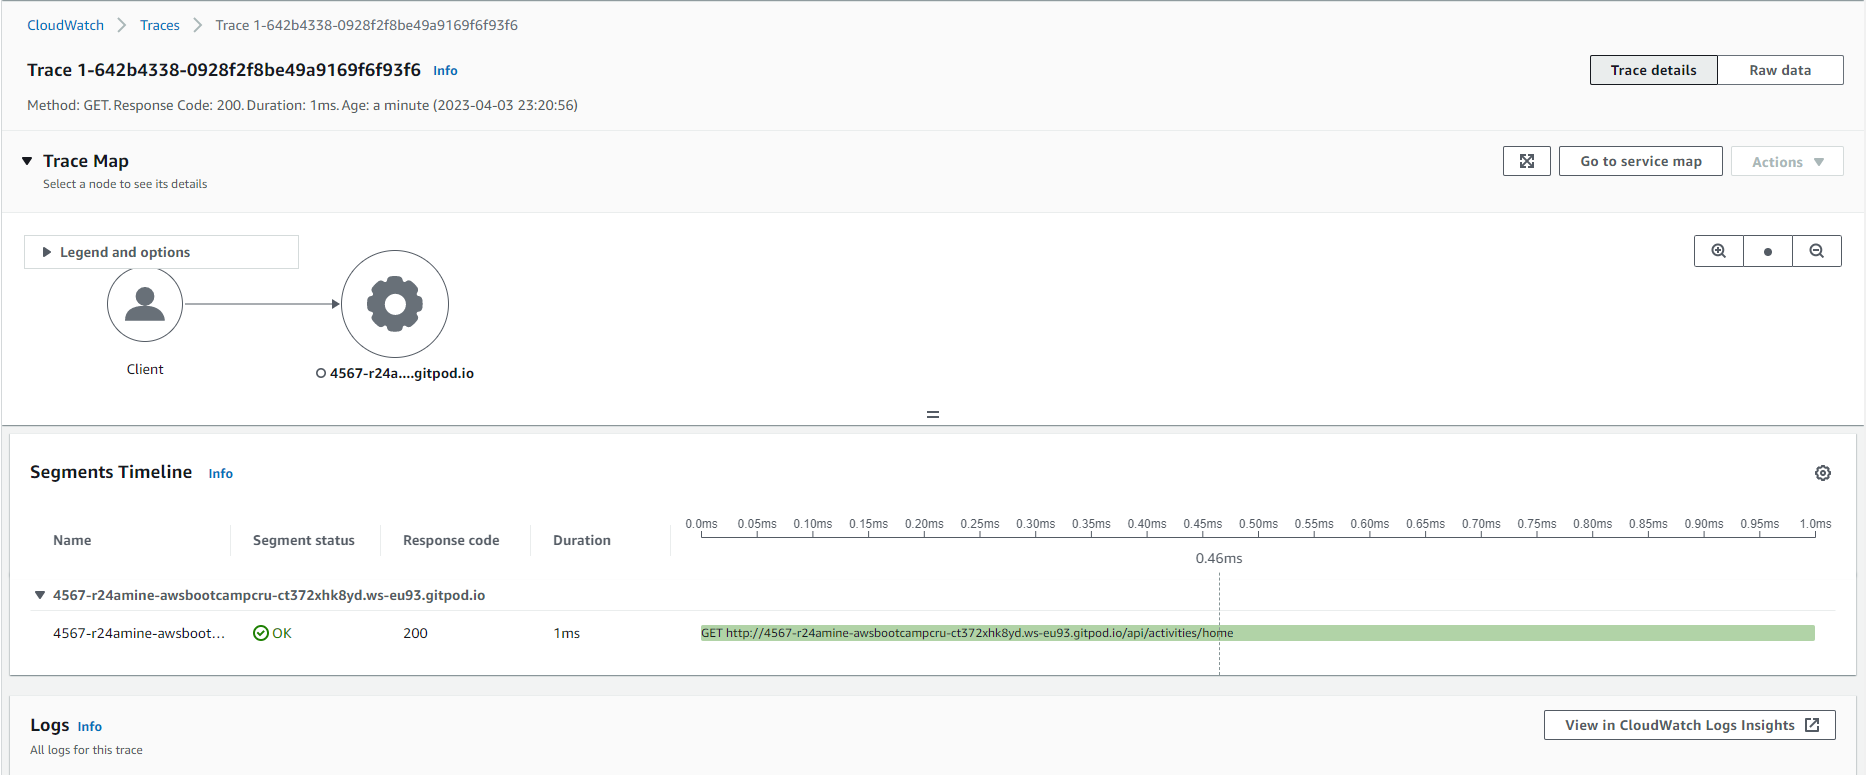 CloudWatch > Traces > Trace 1-642b4338-0928f2f8be49a9169f6f93f6
Trace 1-642b4338-0928f2f8be49a9169f6f93f6 Info
Trace details Raw data
Method: GET. Response Code: 200. Duration: 1ms. Age: a minute (2023-04-03 23:20:56)
Trace Map
Go to service map Actions
Select a node to see its details
Legend and options
Client
4567-r24a....gitpod.io
Segments Timeline Info
0.0ms 0.05ms 0.10ms 0.15ms 0.20ms 0.25ms 0.30ms 0.35ms 0.40ms 0.45ms 0.50ms 0.55ms 0.60ms 0.65ms 0.70ms 0.75ms 0.80ms 0.85ms 0.90ms 0.95ms 1.0ms
Name Segment status Response code Duration
0.46ms
4567-r24amine-awsbootcampcru-ct372xhk8yd.ws-eu93.gitpod.io
4567-r24amine-awsboot... OK 200 1ms GET http://4567-r24amine-awsbootcampcru-ct372xhk8yd.ws-eu93.gitpod.io/api/activities/home
Logs Info
View in CloudWatch Logs Insights
All logs for this trace